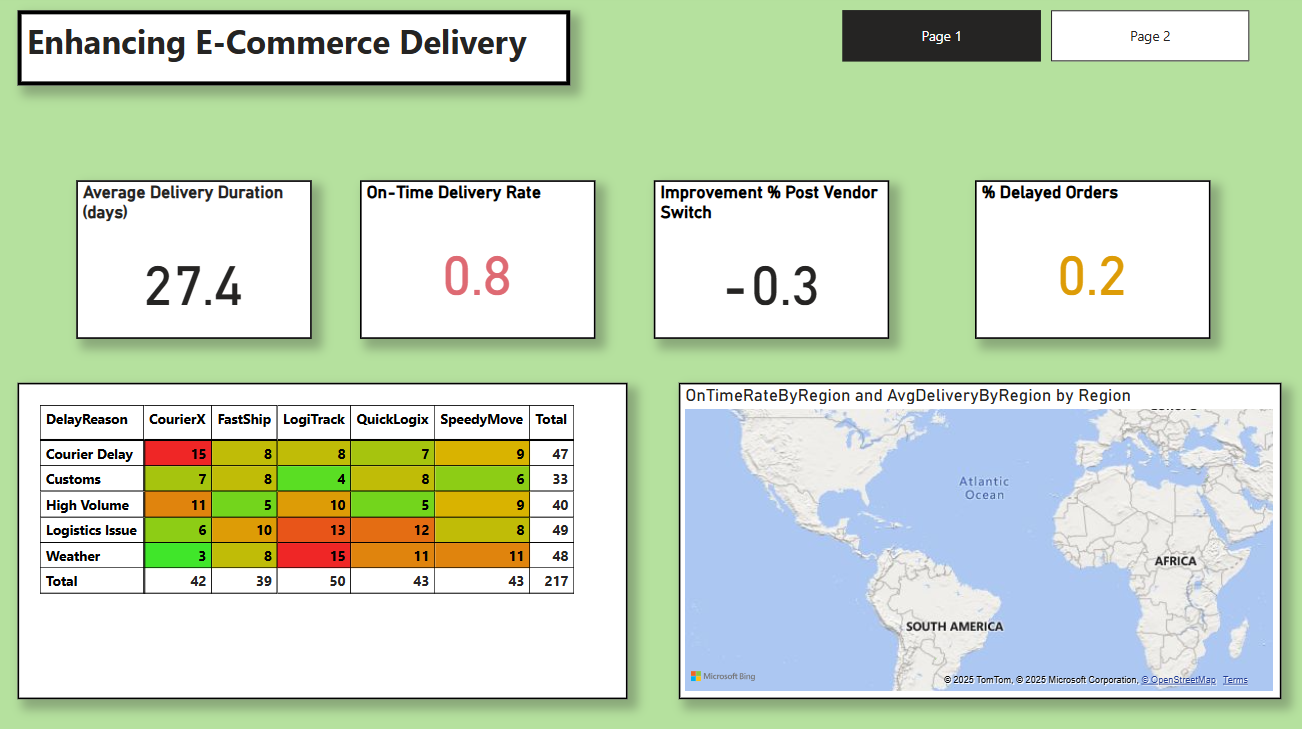 Enhancing E-Commerce Delivery
Page 1
Page 2
Average Delivery Duration
(days)
27.4
On-Time Delivery Rate
0.8
Improvement % Post Vendor
Switch
-0.3
% Delayed Orders
0.2
DelayReason CourierX FastShip LogiTrack QuickLogix SpeedyMove Total
Courier Delay 15 8 8 7 9 47
Customs 7 8 4 8 6 33
High Volume 11 5 10 5 9 40
Logistics Issue 6 10 13 12 8 49
Weather 3 8 15 11 11 48
Total 42 39 50 43 43 217
OnTimeRateByRegion and AvgDeliveryByRegion by Region
Atlantic
Ocean
AFRICA
SOUTH AMERICA
Microsoft Bing
© 2025 TomTom, © 2025 Microsoft Corporation, © OpenStreetMap Terms